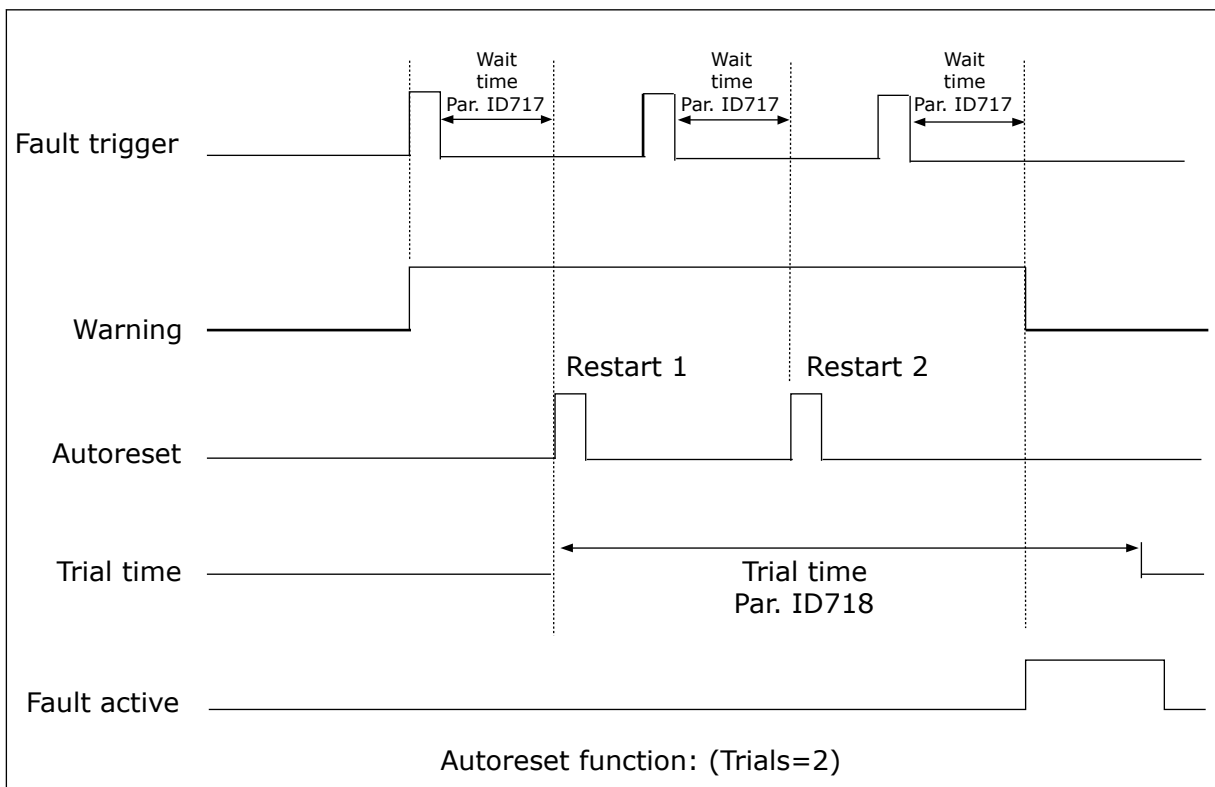 Wait
time
Par. ID717
Wait
time
Par. ID717
Wait
time
Par. ID717
Fault trigger
Warning
Restart 1
Restart 2
Autoreset
Trial time
Trial time
Par. ID718
Fault active
Autoreset function: (Trials=2)